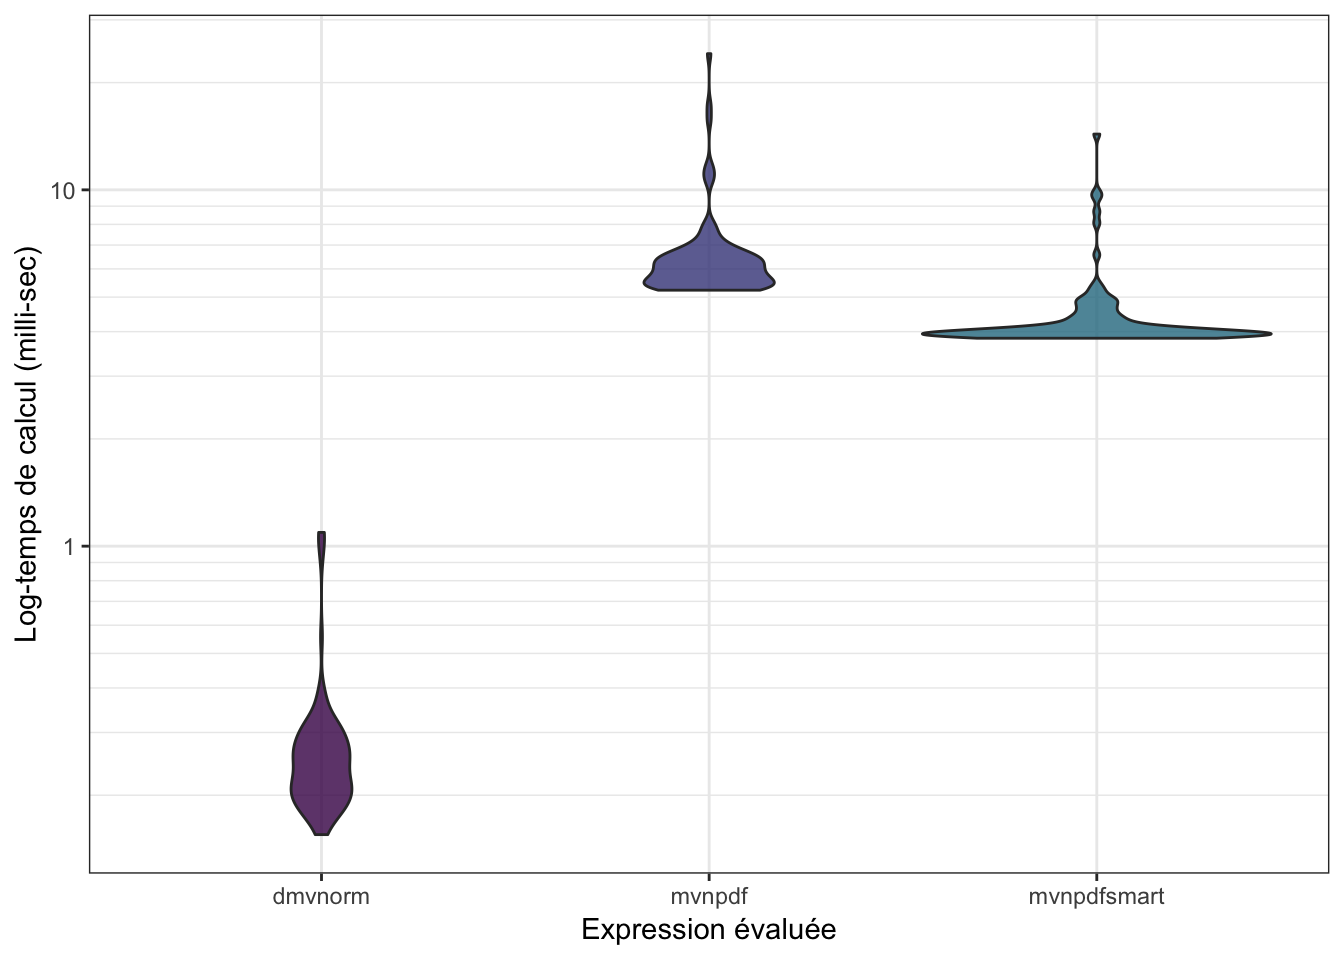 Log-temps de calcul (milli-sec)
10
1
dmvnorm
mvnpdf
mvnpdfsmart
Expression évaluée